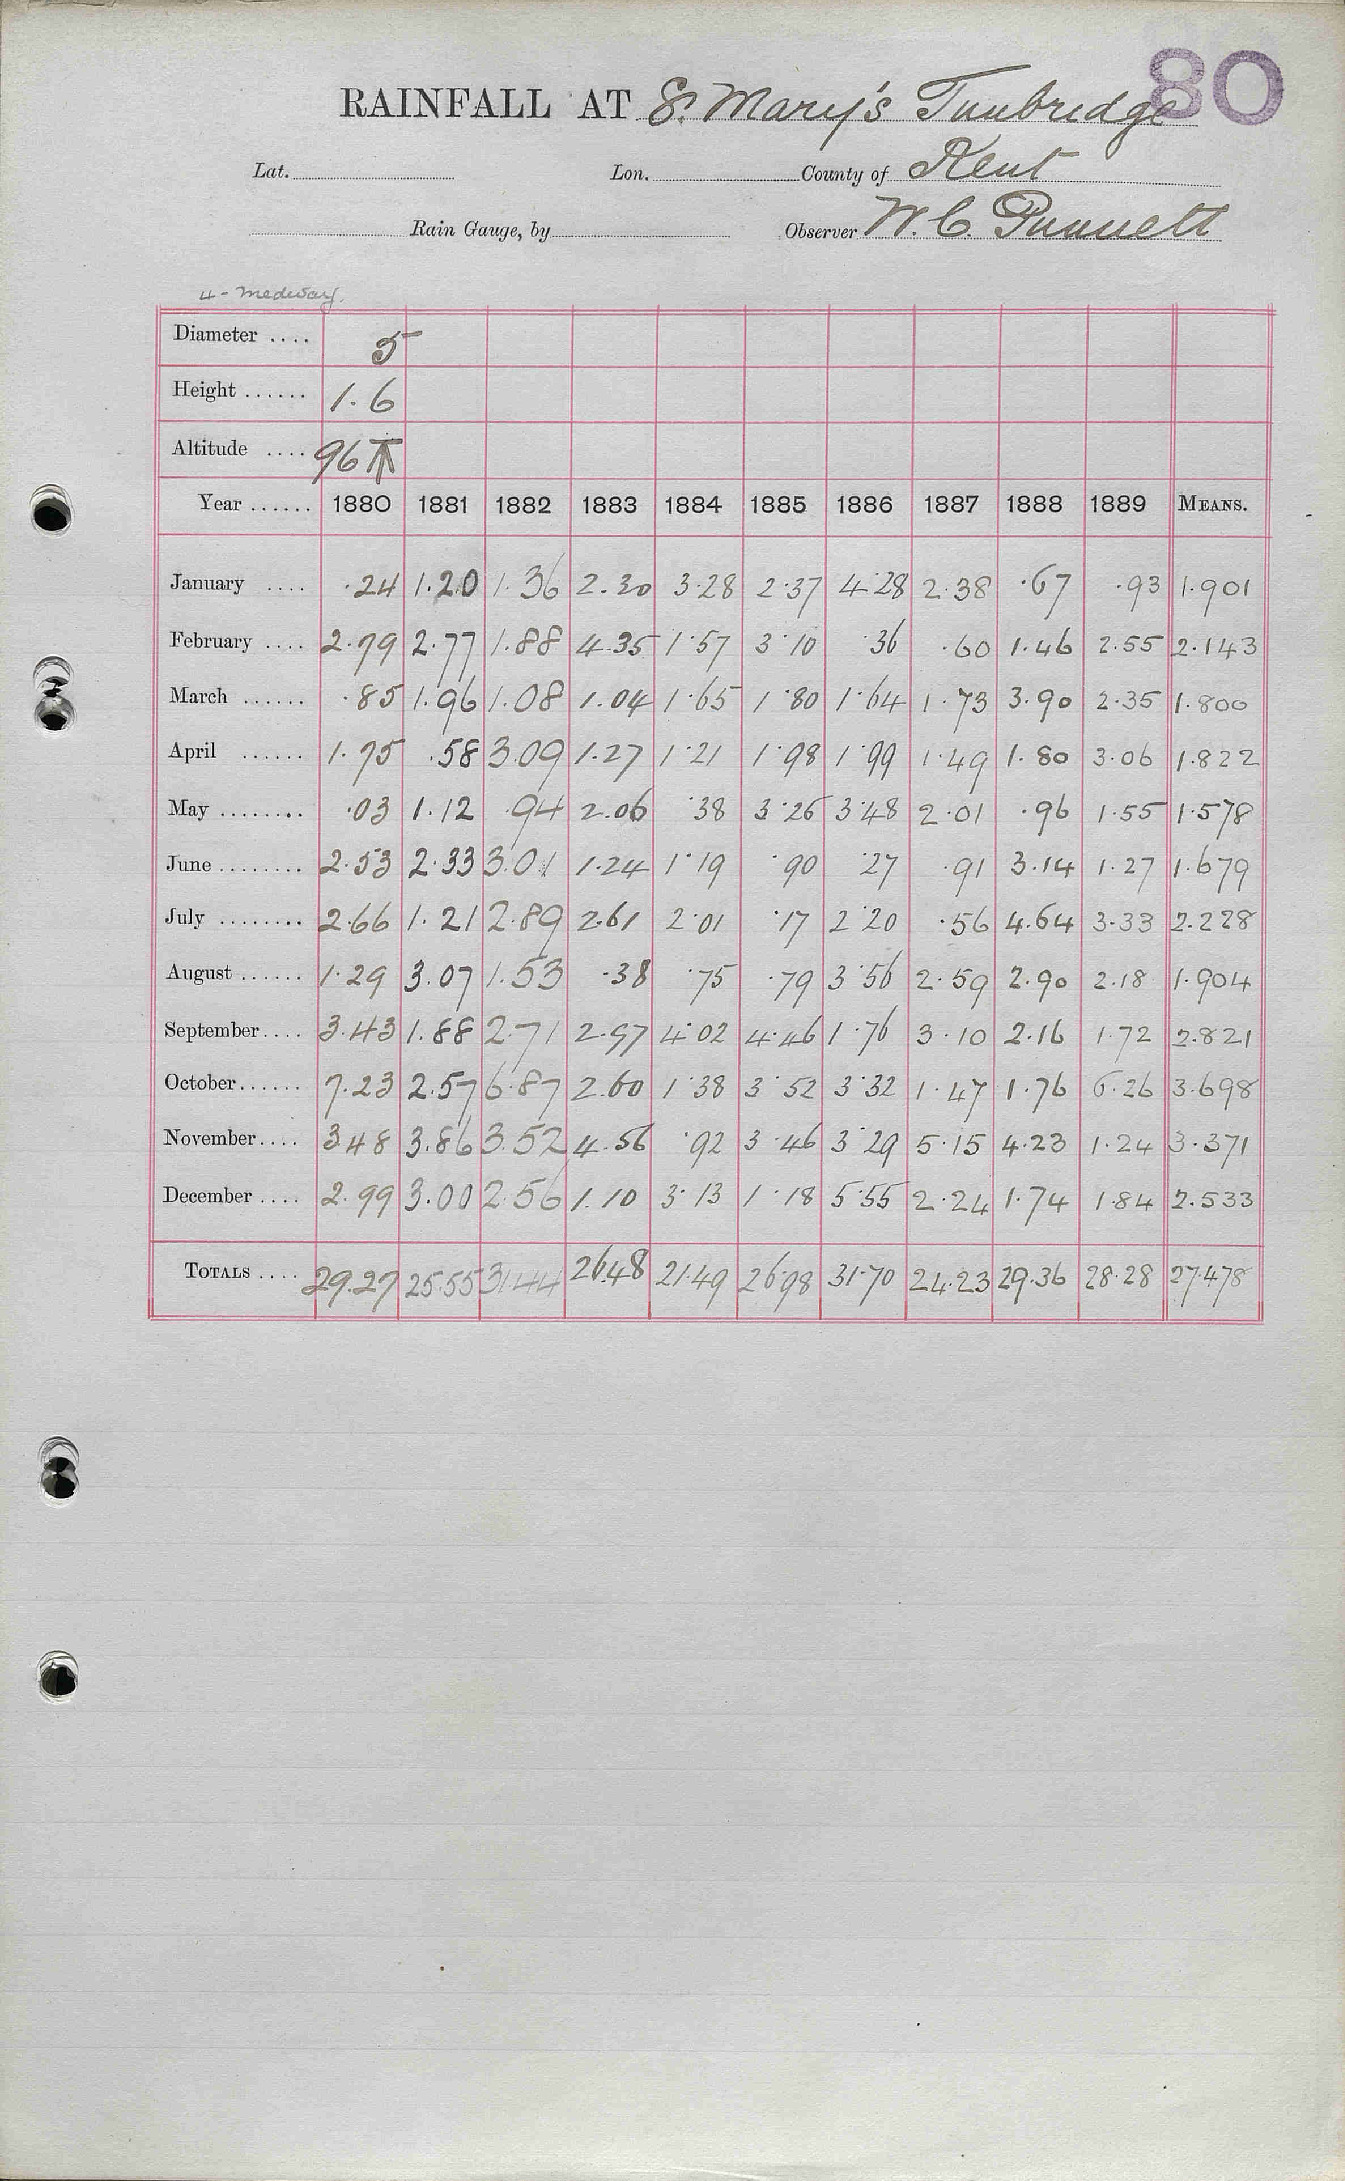 80
RAINFALL AT St. Mary's Tunbridge
Lat. Lon. County of Kent
Rain Gauge, by Observer W. C. Punnett
4 - Medway.
Diameter .... 5
Height ...... 1.6
Altitude .... 96
Year ...... 1880 1881 1882 1883 1884 1885 1886 1887 1888 1889 MEANS.
January .... .24 1.20 1.36 2.30 3.28 2.37 4.28 2.38 .67 .93 1.901
February .... 2.79 2.77 1.88 4.35 1.57 3.10 .36 .60 1.46 2.55 2.143
March ...... .85 1.96 1.08 1.04 1.65 1.80 1.64 1.73 3.90 2.35 1.800
April ...... 1.75 .58 3.09 1.27 1.21 1.98 1.99 1.49 1.80 3.06 1.822
May ........ .03 1.12 .94 2.06 .38 3.26 3.48 2.01 .96 1.55 1.578
June ........ 2.53 2.33 3.01 1.24 1.19 .90 .27 .91 3.14 1.27 1.679
July ........ 2.66 1.21 2.89 2.61 2.01 .17 2.20 .56 4.64 3.33 2.228
August ...... 1.29 3.07 1.53 .38 .75 .79 3.56 2.59 2.90 2.18 1.904
September.... 3.43 1.88 2.71 2.97 4.02 4.46 1.76 3.10 2.16 1.72 2.821
October...... 7.23 2.57 6.87 2.60 1.38 3.52 3.32 1.47 1.76 6.26 3.698
November.... 3.48 3.86 3.52 4.56 .92 3.46 3.29 5.15 4.23 1.24 3.371
December .... 2.99 3.00 2.56 1.10 3.13 1.18 5.55 2.24 1.74 1.84 2.533
TOTALS .... 29.27 25.55 31.44 26.48 21.49 26.98 31.70 24.23 29.36 28.28 27.478